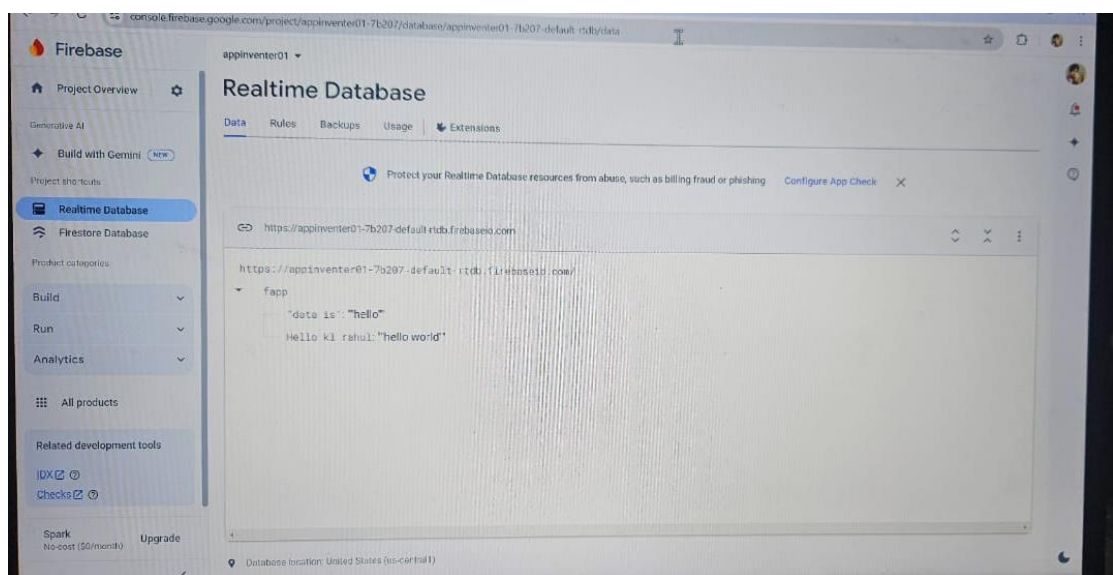 console.firebase.google.com/project/appinventer01-7b207/database/appinventer01-7b207-default-rtdb/data
Firebase
appinventer01
Project Overview
Realtime Database
Generative AI
Data Rules Backups Usage Extensions
Build with Gemini NEW
Project shortcuts
Protect your Realtime Database resources from abuse, such as billing fraud or phishing Configure App Check
Realtime Database
Firestore Database
https://appinventer01-7b207-default-rtdb.firebaseio.com
Product categories
https://appinventer01-7b207-default-rtdb.firebaseio.com/
Build
fapp
"data is": "hello"
Run
Hello kl rahul: "hello world"
Analytics
All products
Related development tools
IDX
Checks
Spark
No-cost ($0/month)
Upgrade
Database location: United States (us-central1)